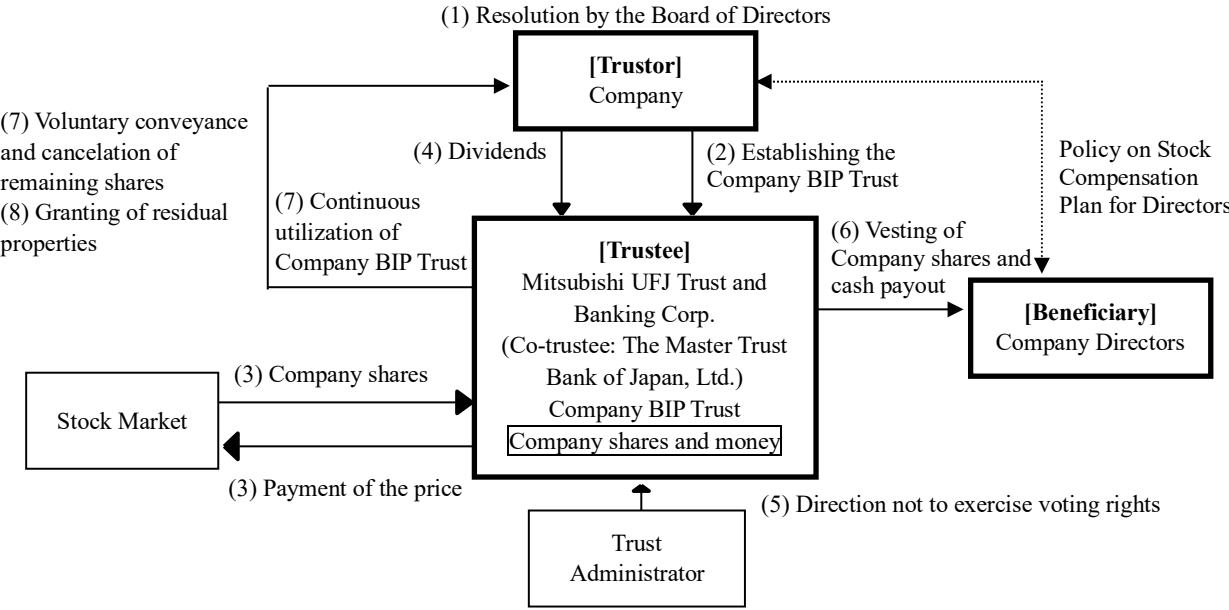 (1) Resolution by the Board of Directors
[Trustor]
Company
(7) Voluntary conveyance
and cancelation of
remaining shares
(8) Granting of residual
properties
(4) Dividends
(2) Establishing the
Company BIP Trust
Policy on Stock
Compensation
Plan for Directors
(7) Continuous
utilization of
Company BIP Trust
[Trustee]
Mitsubishi UFJ Trust and
Banking Corp.
(Co-trustee: The Master Trust
Bank of Japan, Ltd.)
Company BIP Trust
Company shares and money
(6) Vesting of
Company shares and
cash payout
[Beneficiary]
Company Directors
(3) Company shares
Stock Market
(3) Payment of the price
(5) Direction not to exercise voting rights
Trust
Administrator